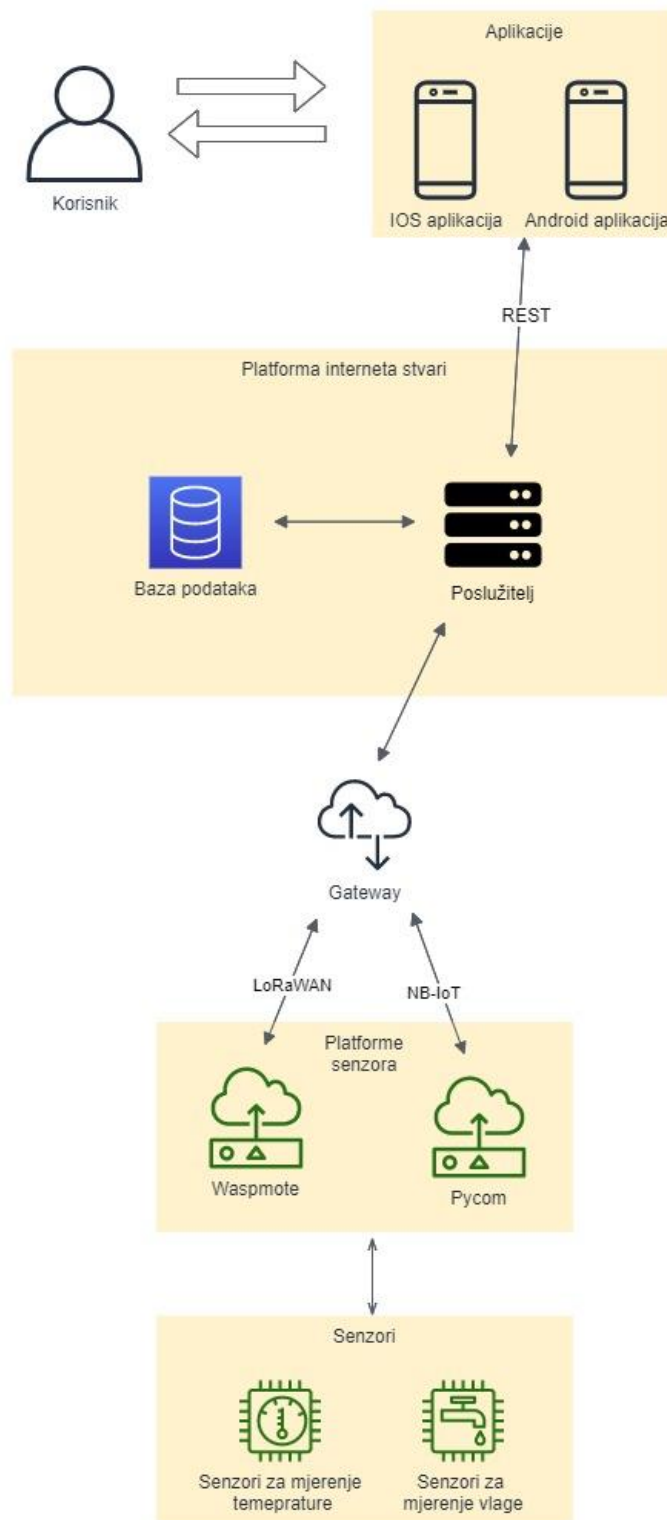 Aplikacije
Korisnik
IOS aplikacija
Android aplikacija
REST
Platforma interneta stvari
Baza podataka
Poslužitelj
Gateway
LoRaWAN
NB-IoT
Platforme
senzora
Waspmote
Pycom
Senzori
Senzori za mjerenje
temeprature
Senzori za
mjerenje vlage